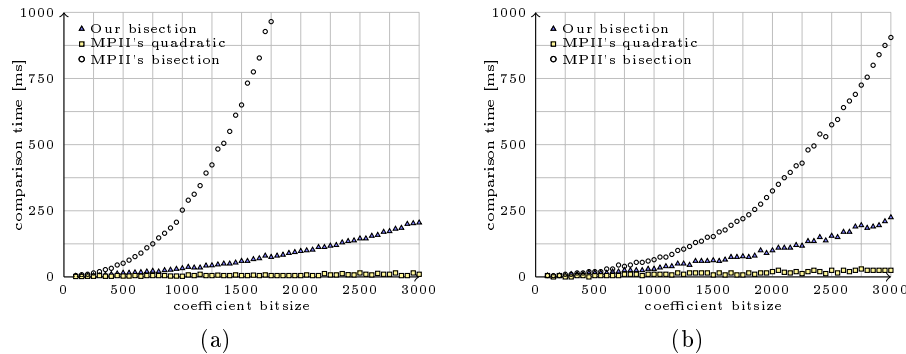 1000
750
500
250
0
comparison time [ms]
Our bisection
MPII's quadratic
MPII's bisection
0 500 1000 1500 2000 2500 3000
coefficient bitsize
(a)
1000
750
500
250
0
comparison time [ms]
Our bisection
MPII's quadratic
MPII's bisection
0 500 1000 1500 2000 2500 3000
coefficient bitsize
(b)